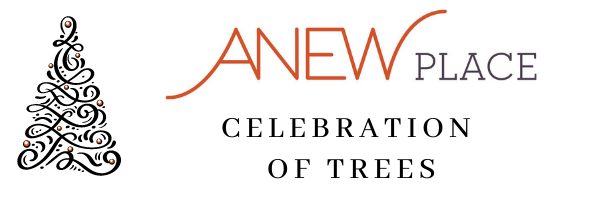 ANEW PLACE
CELEBRATION
OF TREES